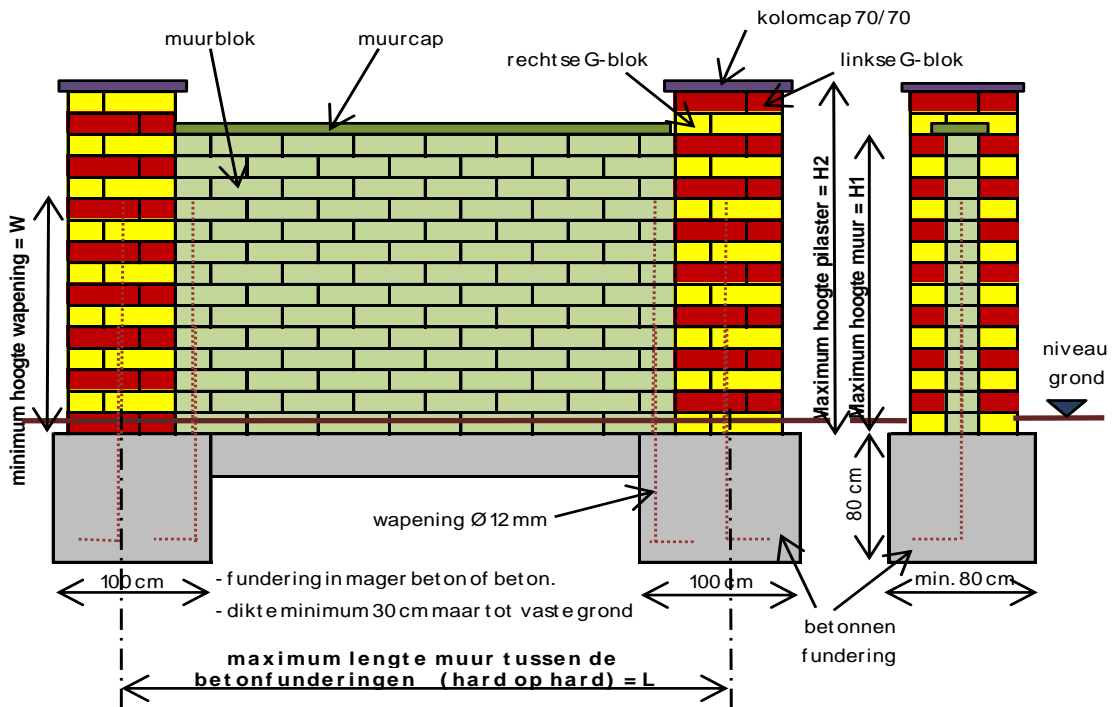 kolomcap 70/70
muurblok
muurcap
rechtse G-blok
linkse G-blok
minimum hoogte wapening = W
Maximum hoogte pilaster = H2
Maximum hoogte muur = H1
niveau
grond
80 cm
wapening Ø 12 mm
100 cm
- fundering in mager beton of beton.
- dikte minimum 30 cm maar tot vaste grond
100 cm
min. 80 cm
betonnen
fundering
maximum lengte muur tussen de
betonfunderingen (hard op hard) = L